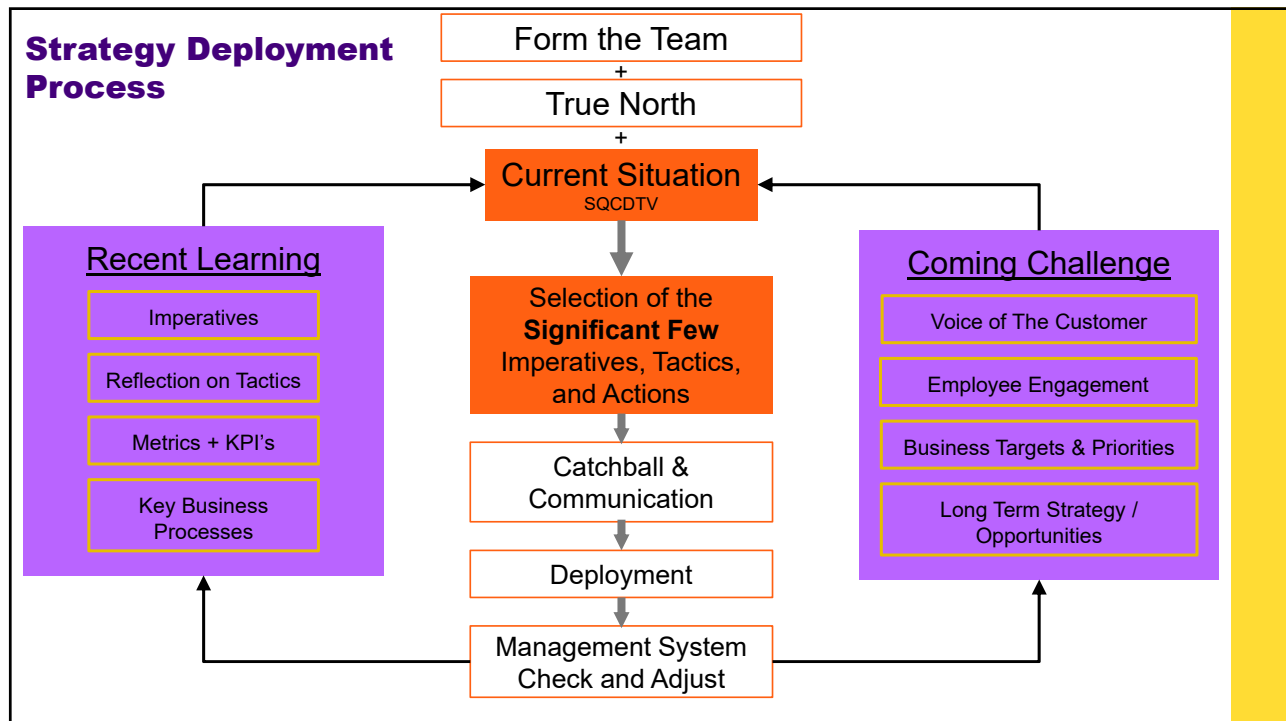 Strategy Deployment
Process
Form the Team
+
True North
+
Current Situation
SQCDTV
Recent Learning
Imperatives
Reflection on Tactics
Metrics + KPI's
Key Business
Processes
Selection of the
Significant Few
Imperatives, Tactics,
and Actions
Catchball &
Communication
Deployment
Management System
Check and Adjust
Coming Challenge
Voice of The Customer
Employee Engagement
Business Targets & Priorities
Long Term Strategy /
Opportunities